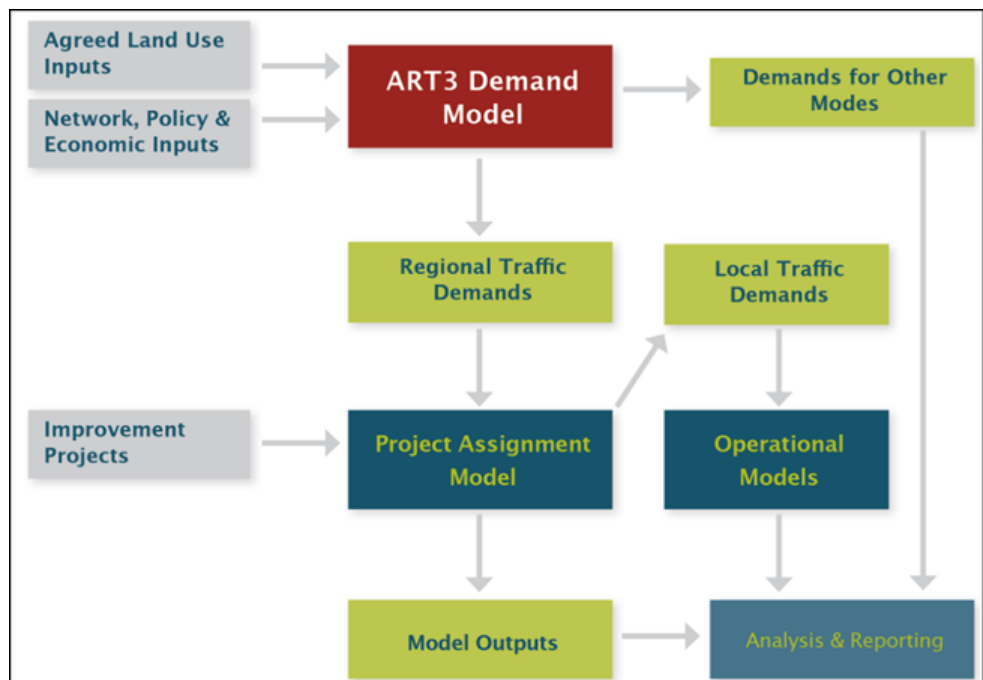 Agreed Land Use
Inputs
ART3 Demand
Model
Demands for Other
Modes
Network, Policy &
Economic Inputs
Regional Traffic
Demands
Local Traffic
Demands
Improvement
Projects
Project Assignment
Model
Operational
Models
Model Outputs
Analysis & Reporting